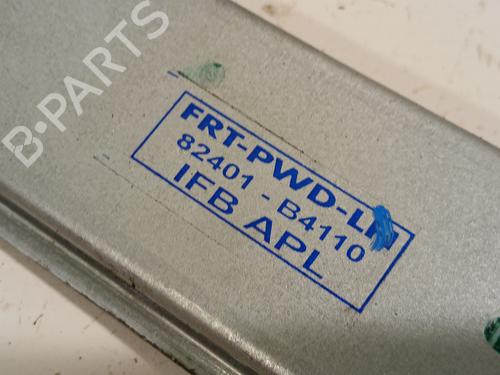 B-PARTS
FRT-PWD-LH
82401 - B4110
IFB APL